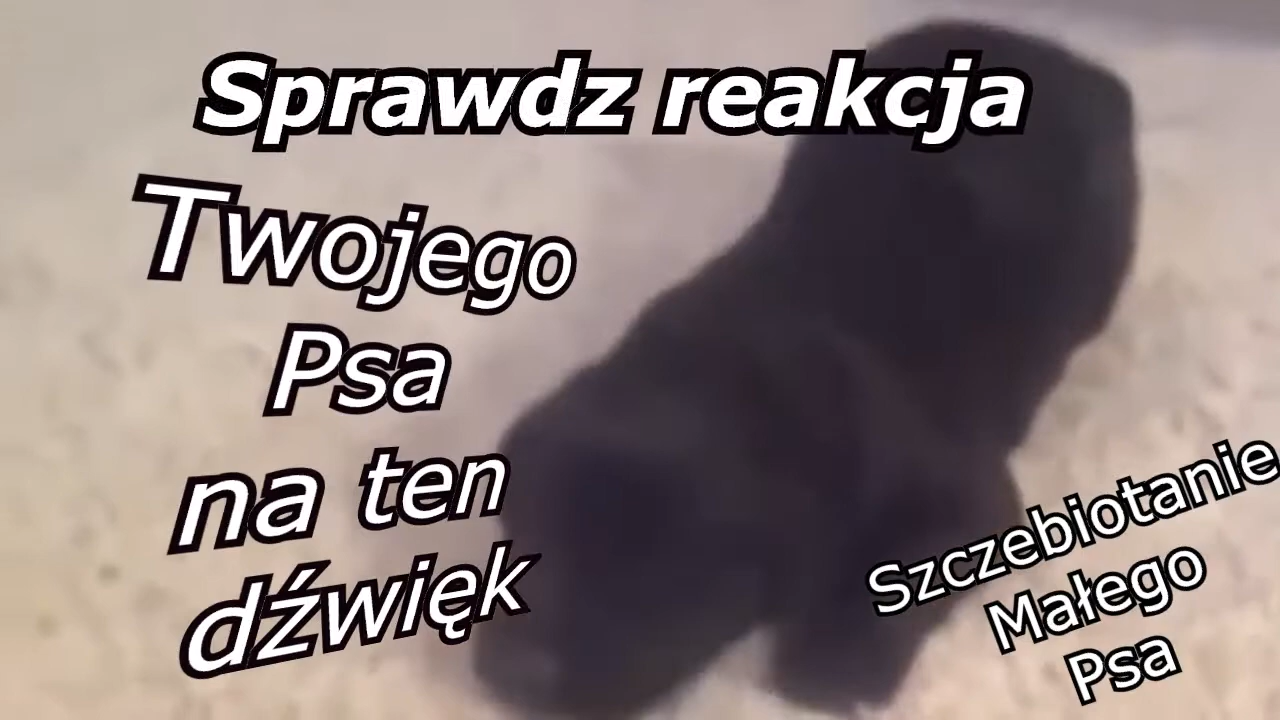 Sprawdz reakcja
Twojego
Psa
na ten
dźwięk
Szczebiotanie
Małego
Psa